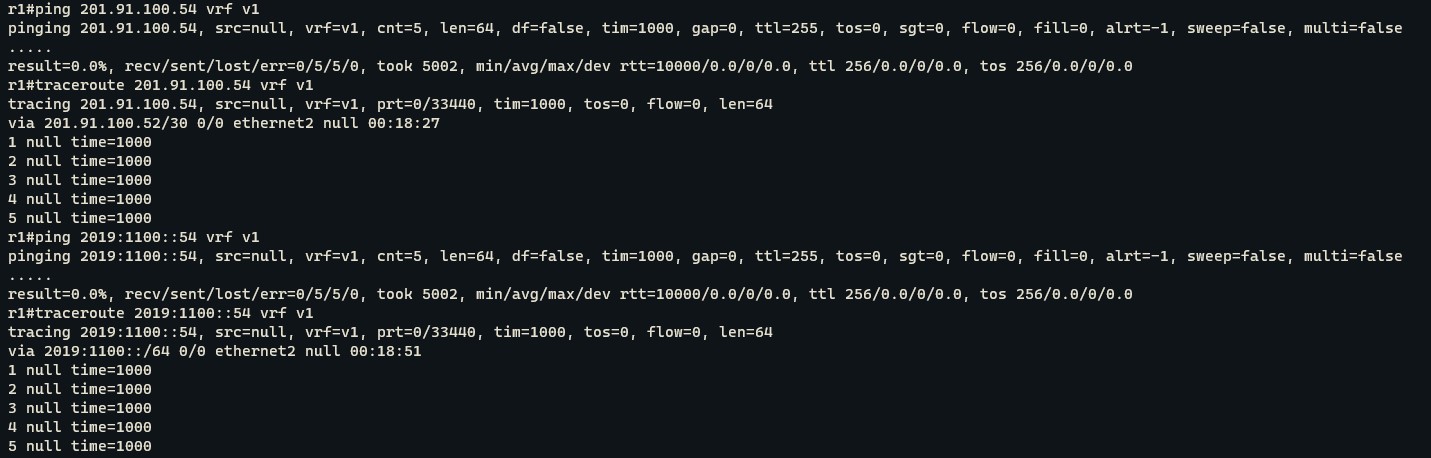 r1#ping 201.91.100.54 vrf v1
pinging 201.91.100.54, src=null, vrf=v1, cnt=5, len=64, df=false, tim=1000, gap=0, ttl=255, tos=0, sgt=0, flow=0, fill=0, alrt=-1, sweep=false, multi=false
.....
result=0.0%, recv/sent/lost/err=0/5/5/0, took 5002, min/avg/max/dev rtt=10000/0.0/0/0.0, ttl 256/0.0/0/0.0, tos 256/0.0/0/0.0
r1#traceroute 201.91.100.54 vrf v1
tracing 201.91.100.54, src=null, vrf=v1, prt=0/33440, tim=1000, tos=0, flow=0, len=64
via 201.91.100.52/30 0/0 ethernet2 null 00:18:27
1 null time=1000
2 null time=1000
3 null time=1000
4 null time=1000
5 null time=1000
r1#ping 2019:1100::54 vrf v1
pinging 2019:1100::54, src=null, vrf=v1, cnt=5, len=64, df=false, tim=1000, gap=0, ttl=255, tos=0, sgt=0, flow=0, fill=0, alrt=-1, sweep=false, multi=false
.....
result=0.0%, recv/sent/lost/err=0/5/5/0, took 5002, min/avg/max/dev rtt=10000/0.0/0/0.0, ttl 256/0.0/0/0.0, tos 256/0.0/0/0.0
r1#traceroute 2019:1100::54 vrf v1
tracing 2019:1100::54, src=null, vrf=v1, prt=0/33440, tim=1000, tos=0, flow=0, len=64
via 2019:1100::/64 0/0 ethernet2 null 00:18:51
1 null time=1000
2 null time=1000
3 null time=1000
4 null time=1000
5 null time=1000